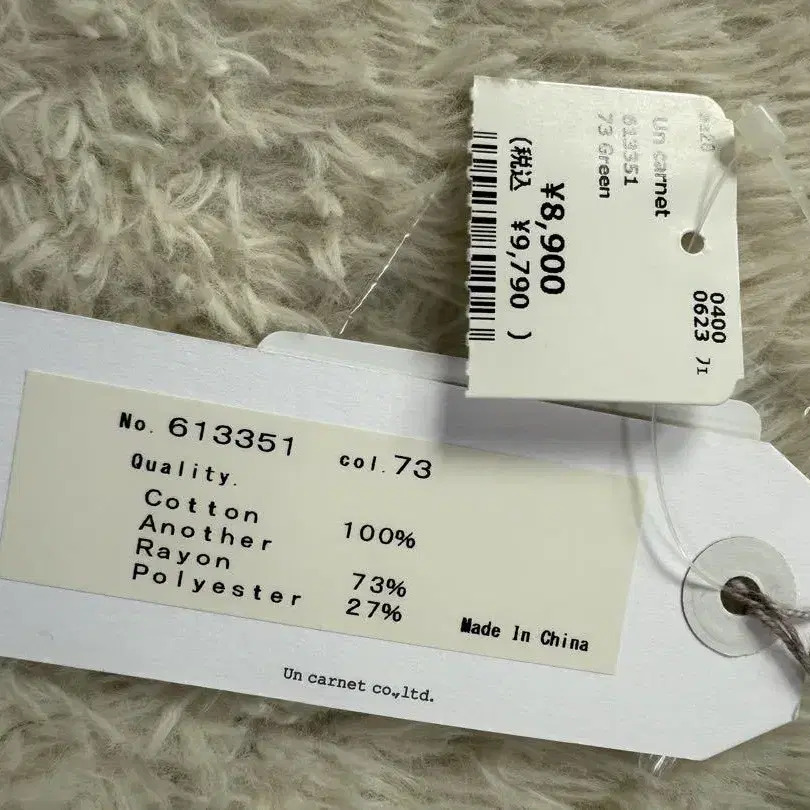 Un carnet
613351
73 Green
¥8,900
(税込 ¥9,790 )
0400
0623
No. 613351 col. 73
Quality.
Cotton 100%
Another
Rayon 73%
Polyester 27%
Made In China
Un carnet co.,ltd.